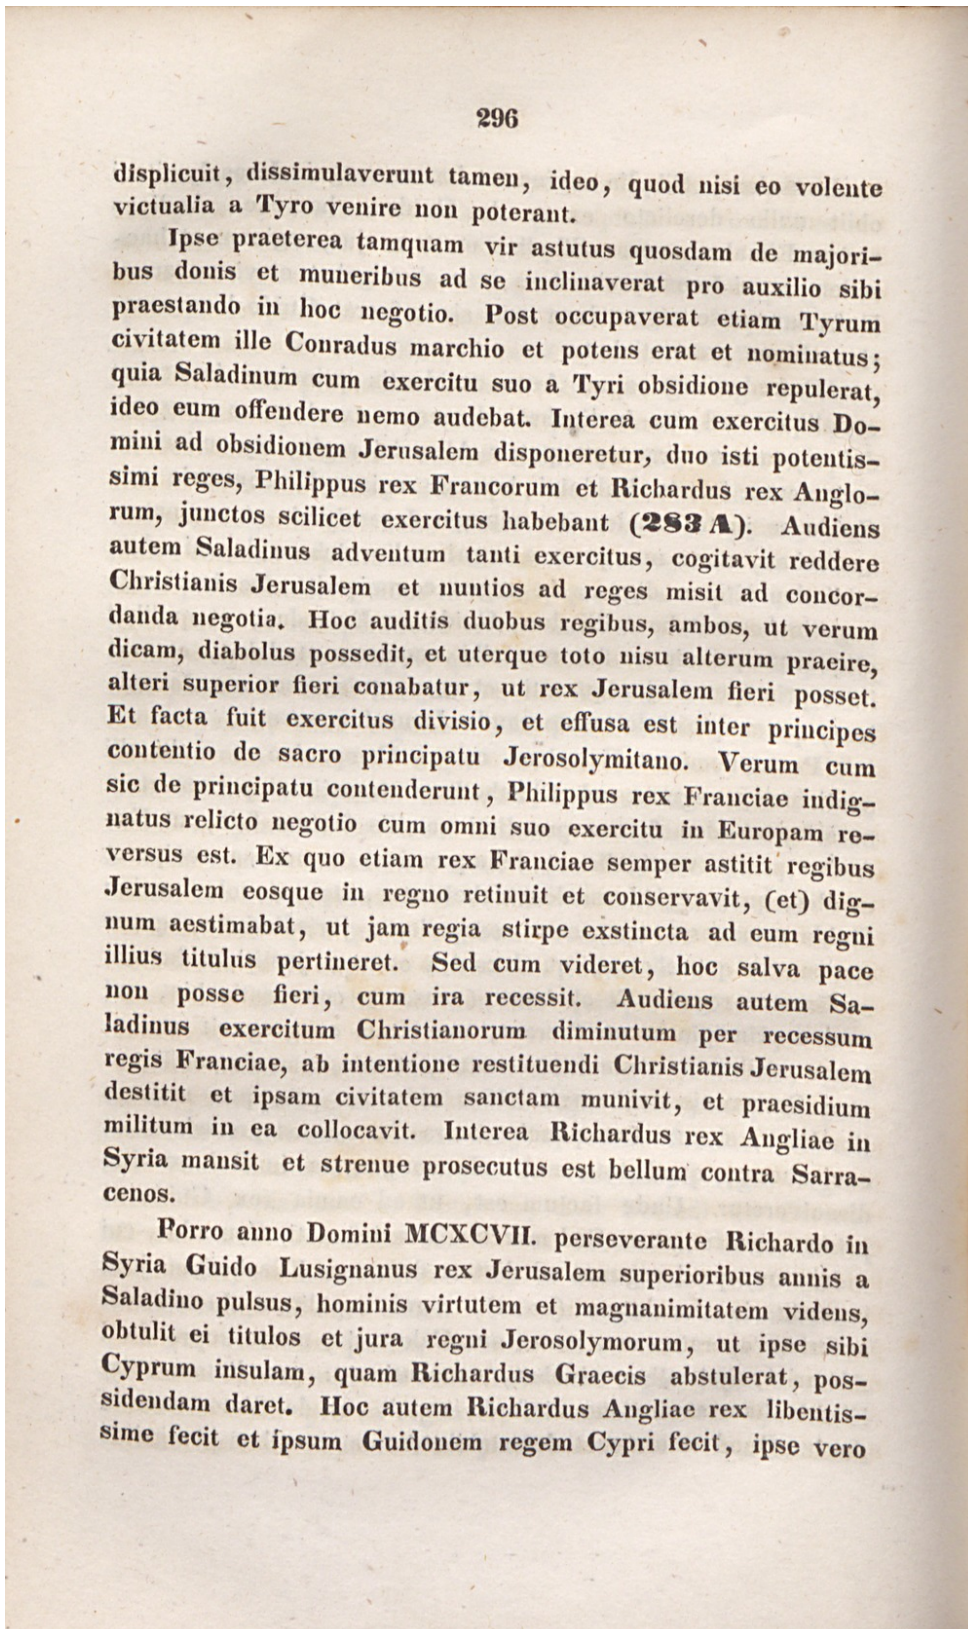 296
displicuit, dissimulaverunt tamen, ideo, quod nisi eo volente
victualia a Tyro venire non poterant.
Ipse praeterea tamquam vir astutus quosdam de majori-
bus donis et muneribus ad se inclinaverat pro auxilio sibi
praestando in hoc negotio. Post occupaverat etiam Tyrum
civitatem ille Conradus marchio et potens erat et nominatus;
quia Saladinum cum exercitu suo a Tyri obsidione repulerat,
ideo eum offendere nemo audebat. Interea cum exercitus Do-
mini ad obsidionem Jerusalem disponeretur, duo isti potentis-
simi reges, Philippus rex Francorum et Richardus rex Anglo-
rum, junctos scilicet exercitus habebant (283 A). Audiens
autem Saladinus adventum tanti exercitus, cogitavit reddere
Christianis Jerusalem et nuntios ad reges misit ad concor-
danda negotia. Hoc auditis duobus regibus, ambos, ut verum
dicam, diabolus possedit, et uterque toto nisu alterum praeire,
alteri superior fieri conabatur, ut rex Jerusalem fieri posset.
Et facta fuit exercitus divisio, et effusa est inter principes
contentio de sacro principatu Jerosolymitano. Verum cum
sic de principatu contenderunt, Philippus rex Franciae indig-
natus relicto negotio cum omni suo exercitu in Europam re-
versus est. Ex quo etiam rex Franciae semper astitit regibus
Jerusalem eosque in regno retinuit et conservavit, (et) dig-
num aestimabat, ut jam regia stirpe exstincta ad eum regni
illius titulus pertineret. Sed cum videret, hoc salva pace
non posse fieri, cum ira recessit. Audiens autem Sa-
ladinus exercitum Christianorum diminutum per recessum
regis Franciae, ab intentione restituendi Christianis Jerusalem
destitit et ipsam civitatem sanctam munivit, et praesidium
militum in ea collocavit. Interea Richardus rex Angliae in
Syria mansit et strenue prosecutus est bellum contra Sarra-
cenos.
Porro anno Domini MCXCVII. perseverante Richardo in
Syria Guido Lusignanus rex Jerusalem superioribus annis a
Saladino pulsus, hominis virtutem et magnanimitatem videns,
obtulit ei titulos et jura regni Jerosolymorum, ut ipse sibi
Cyprum insulam, quam Richardus Graecis abstulerat, pos-
sidendam daret. Hoc autem Richardus Angliae rex libentis-
sime fecit et ipsum Guidonem regem Cypri fecit, ipse vero